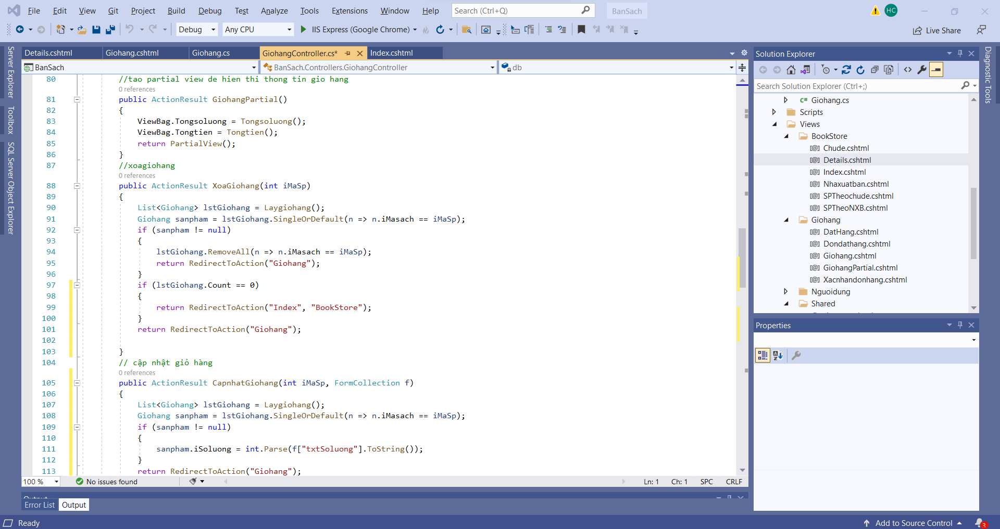 File Edit View Git Project Build Debug Test Analyze Tools Extensions Window Help Search (Ctrl+Q) BanSach HC
Debug Any CPU IIS Express (Google Chrome) Live Share
Server Explorer
Toolbox
SQL Server Object Explorer
Details.cshtml Giohang.cshtml Giohang.cs GiohangController.cs* Index.cshtml
BanSach BanSach.Controllers.GiohangController db
80 //tao partial view de hien thi thong tin gio hang
0 references
81 public ActionResult GiohangPartial()
82 {
83 ViewBag.Tongsoluong = Tongsoluong();
84 ViewBag.Tongtien = Tongtien();
85 return PartialView();
86 }
87 //xoagiohang
0 references
88 public ActionResult XoaGiohang(int iMaSp)
89 {
90 List<Giohang> lstGiohang = Laygiohang();
91 Giohang sanpham = lstGiohang.SingleOrDefault(n => n.iMasach == iMaSp);
92 if (sanpham != null)
93 {
94 lstGiohang.RemoveAll(n => n.iMasach == iMaSp);
95 return RedirectToAction("Giohang");
96 }
97 if (lstGiohang.Count == 0)
98 {
99 return RedirectToAction("Index", "BookStore");
100 }
101 return RedirectToAction("Giohang");
102
103 }
104 // cập nhật giỏ hàng
0 references
105 public ActionResult CapnhatGiohang(int iMaSp, FormCollection f)
106 {
107 List<Giohang> lstGiohang = Laygiohang();
108 Giohang sanpham = lstGiohang.SingleOrDefault(n => n.iMasach == iMaSp);
109 if (sanpham != null)
110 {
111 sanpham.iSoluong = int.Parse(f["txtSoluong"].ToString());
112 }
113 return RedirectToAction("Giohang");
100 % No issues found Ln: 1 Ch: 1 SPC CRLF
Output
Error List Output
Solution Explorer
Search Solution Explorer (Ctrl+;)
C# Giohang.cs
Scripts
Views
BookStore
[@] Chude.cshtml
[@] Details.cshtml
[@] Index.cshtml
[@] Nhaxuatban.cshtml
[@] SPTheochude.cshtml
[@] SPTheoNXB.cshtml
Giohang
[@] DatHang.cshtml
[@] Dondathang.cshtml
[@] Giohang.cshtml
[@] GiohangPartial.cshtml
[@] Xacnhandonhang.cshtml
Nguoidung
Shared
Properties
Diagnostic Tools
Ready Add to Source Control 3